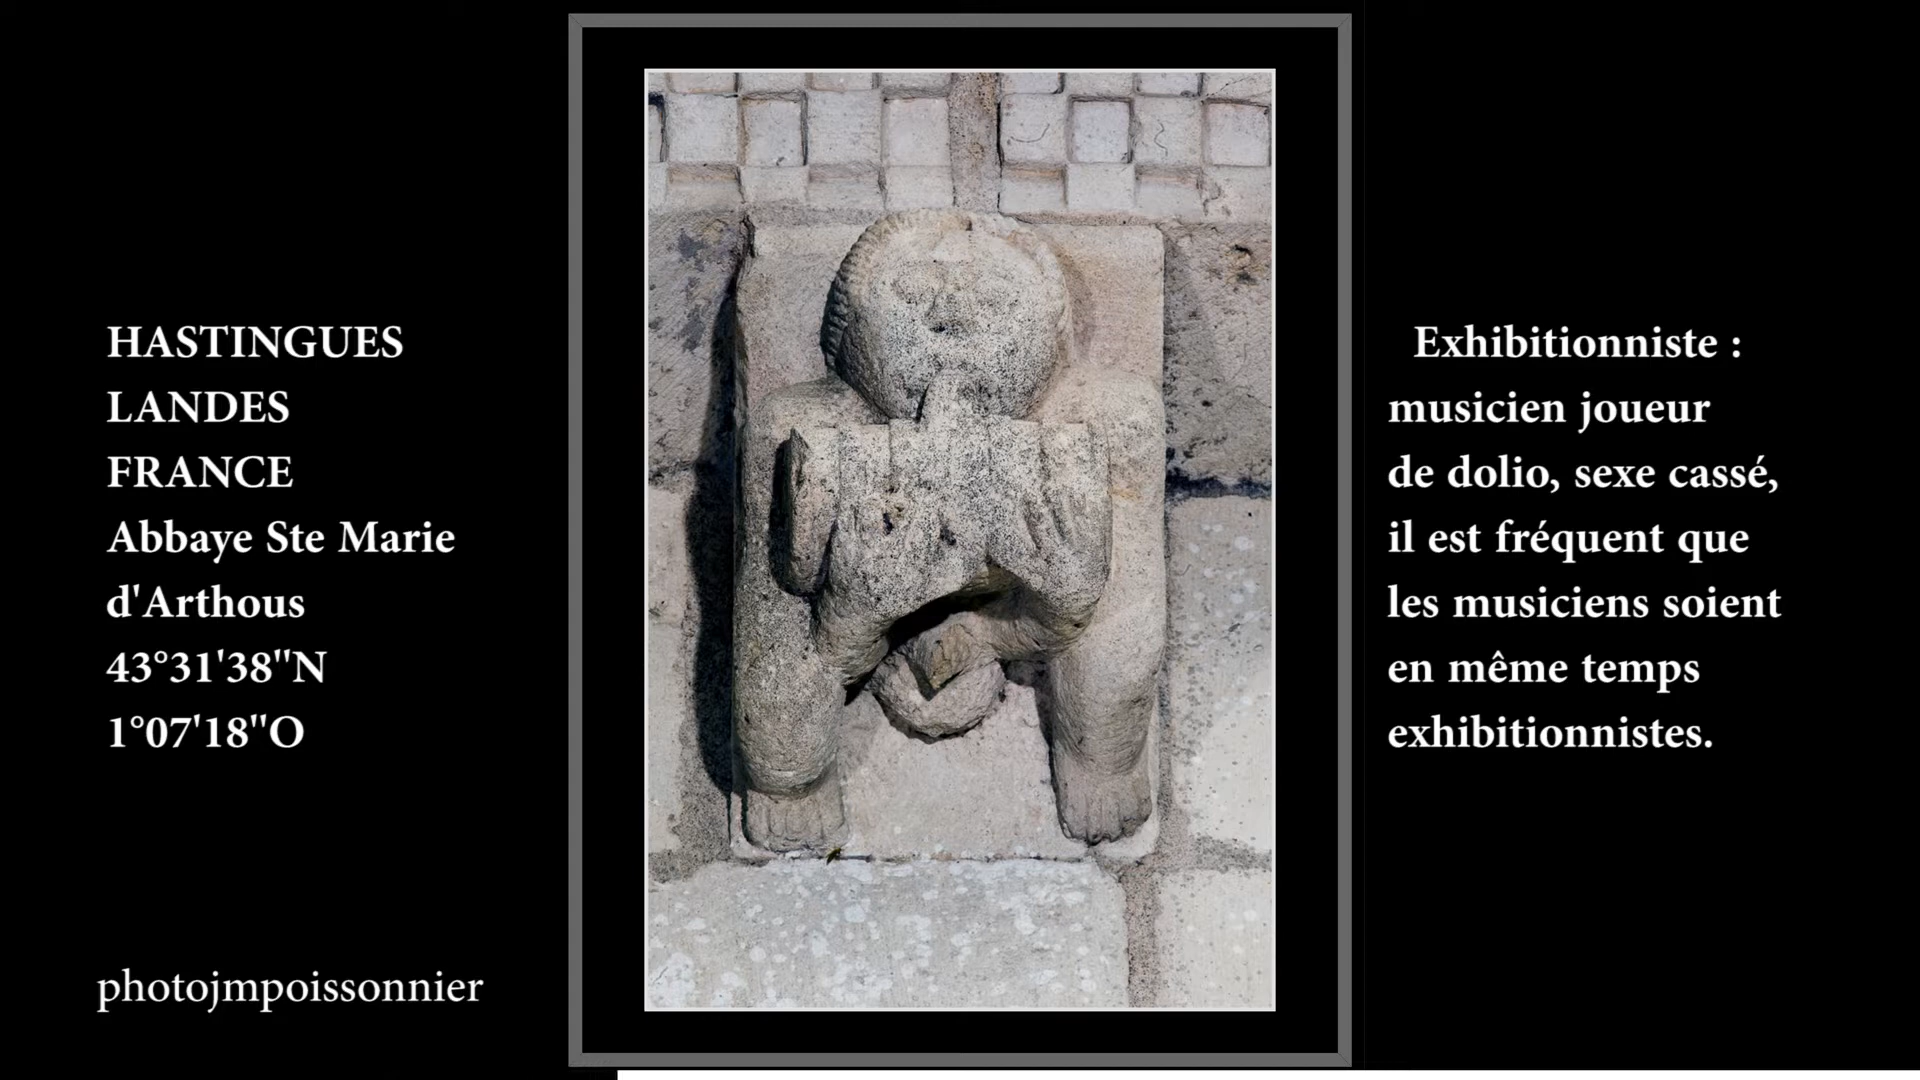 HASTINGUES
LANDES
FRANCE
Abbaye Ste Marie
d'Arthous
43°31'38"N
1°07'18"O
photojmpoissonnier
Exhibitionniste :
musicien joueur
de dolio, sexe cassé,
il est fréquent que
les musiciens soient
en même temps
exhibitionnistes.